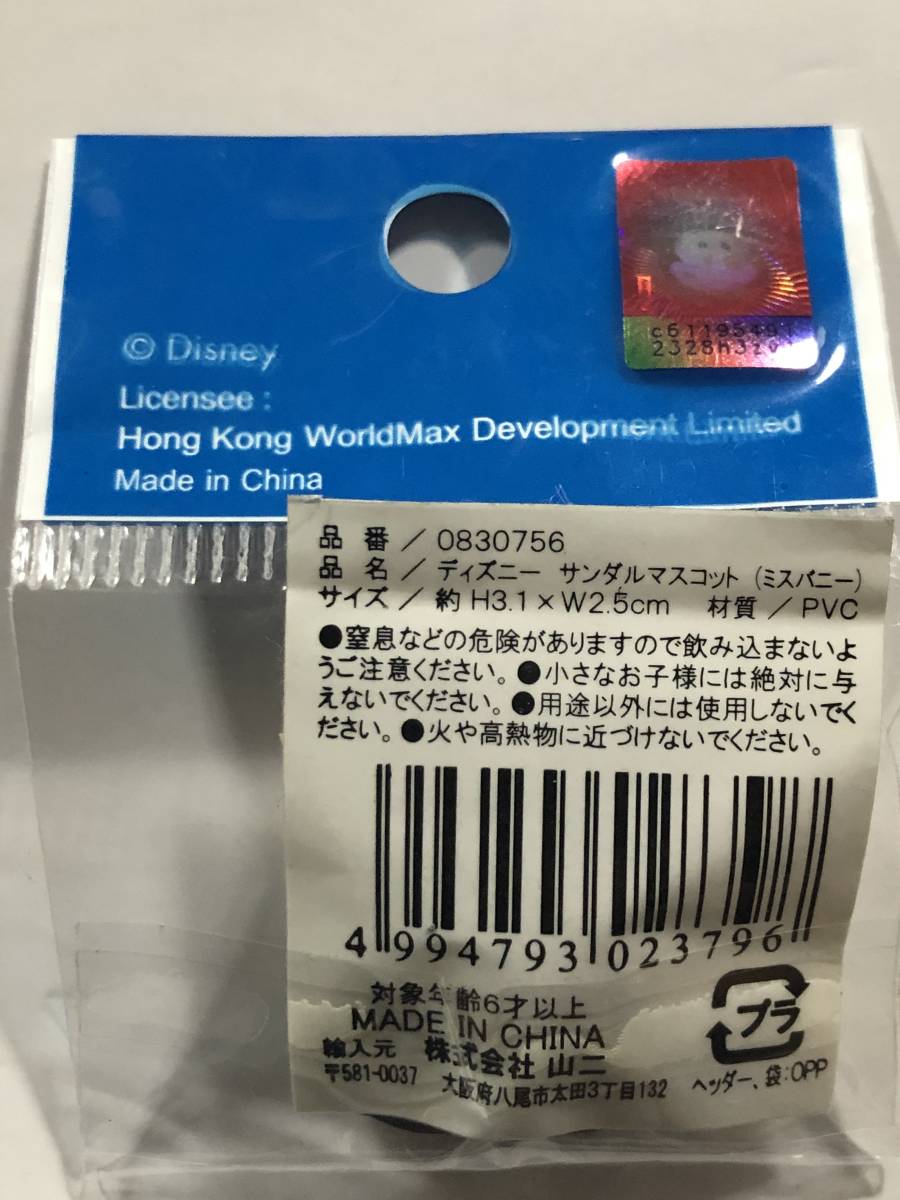 © Disney
Licensee :
Hong Kong WorldMax Development Limited
Made in China
品 番 / 0830756
品 名 / ディズニー サンダルマスコット (ミスバニー)
サイズ / 約 H3.1×W2.5cm 材質 / PVC
●窒息などの危険がありますので飲み込まないよ
うご注意ください。●小さなお子様には絶対に与
えないでください。●用途以外には使用しないでく
ださい。●火や高熱物に近づけないでください。
4 994793 023796
対象年齢6才以上
MADE IN CHINA
輸入元 株式会社 山二
〒581-0037 大阪府八尾市太田3丁目132
プラ
ヘッダー、袋:OPP